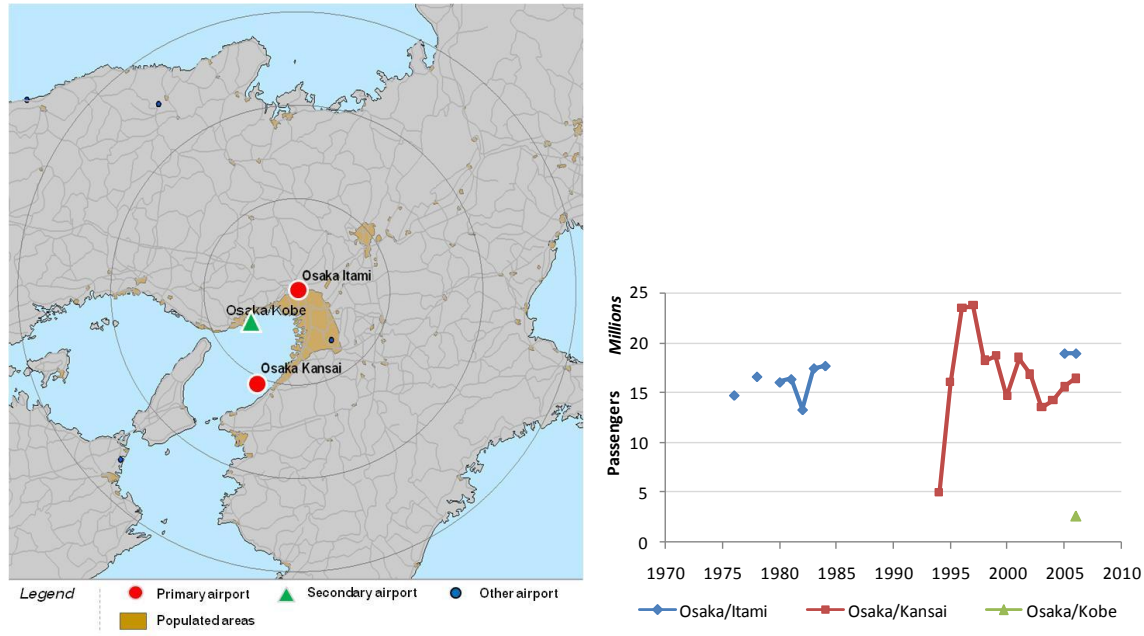 Osaka Itami
Osaka/Kobe
Osaka Kansai
Legend
Primary airport
Secondary airport
Other airport
Populated areas
Passengers Millions
25
20
15
10
5
0
1970 1975 1980 1985 1990 1995 2000 2005 2010
Osaka/Itami Osaka/Kansai Osaka/Kobe